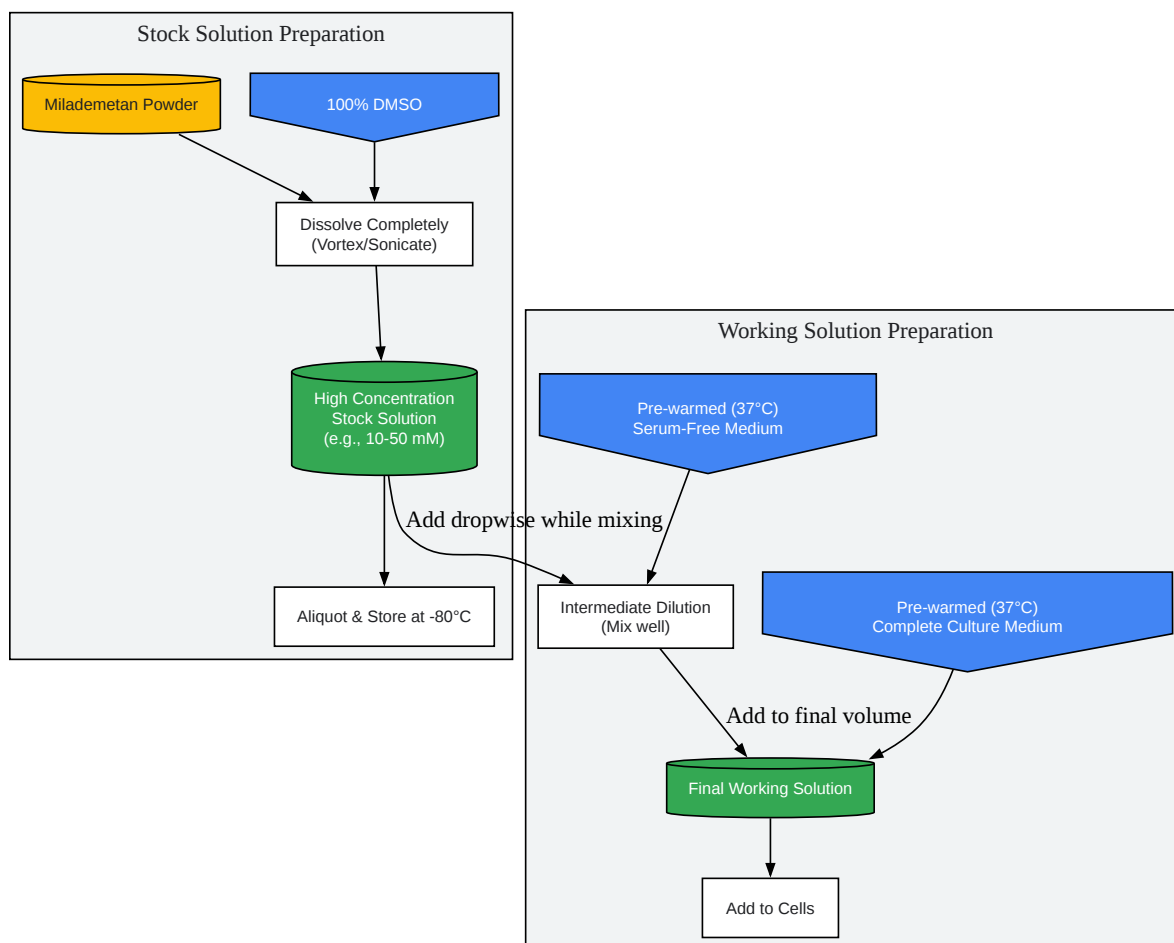 Stock Solution Preparation
Milademetan Powder
100% DMSO
Dissolve Completely
(Vortex/Sonicate)
High Concentration
Stock Solution
(e.g., 10-50 mM)
Aliquot & Store at -80°C
Working Solution Preparation
Pre-warmed (37°C)
Serum-Free Medium
Add dropwise while mixing
Intermediate Dilution
(Mix well)
Pre-warmed (37°C)
Complete Culture Medium
Add to final volume
Final Working Solution
Add to Cells